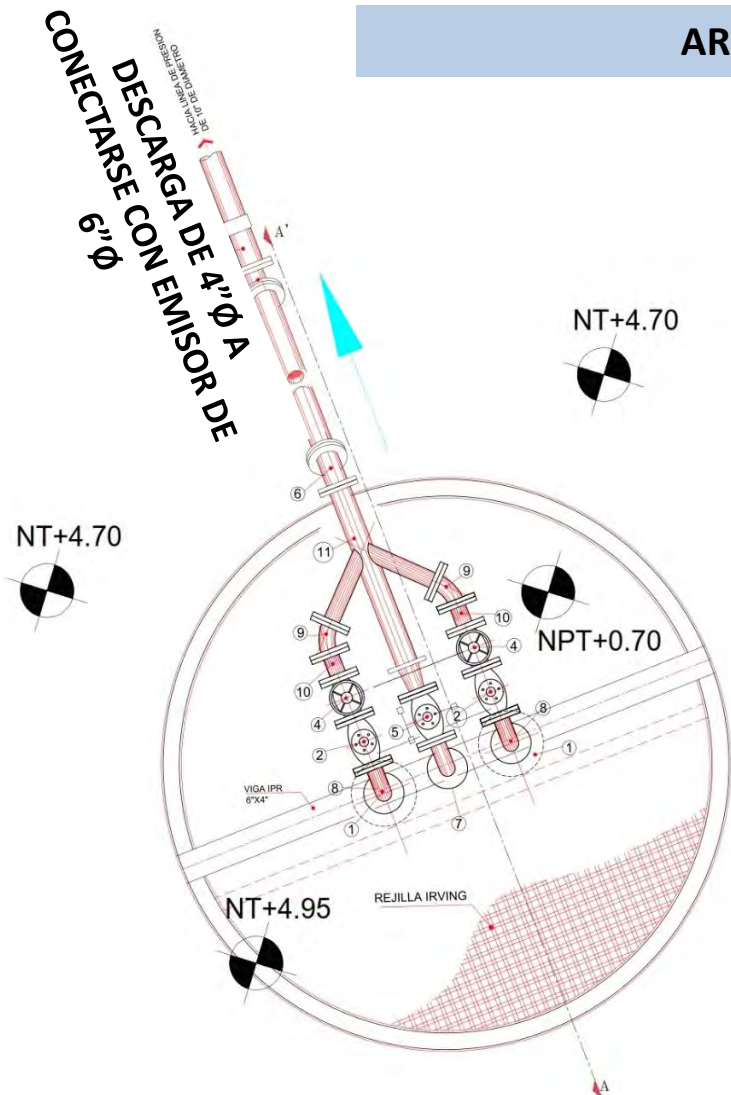 AR
HACIA LINEA DE PRESION
DE 10" DE DIAMETRO
DESCARGA DE 4”Ø A
CONECTARSE CON EMISOR DE
6”Ø
A'
NT+4.70
6
NT+4.70
11
9
9
10
10
4
NPT+0.70
4
2
5
2
8
1
8
VIGA IPR
6"X4"
1
7
NT+4.95
REJILLA IRVING
A